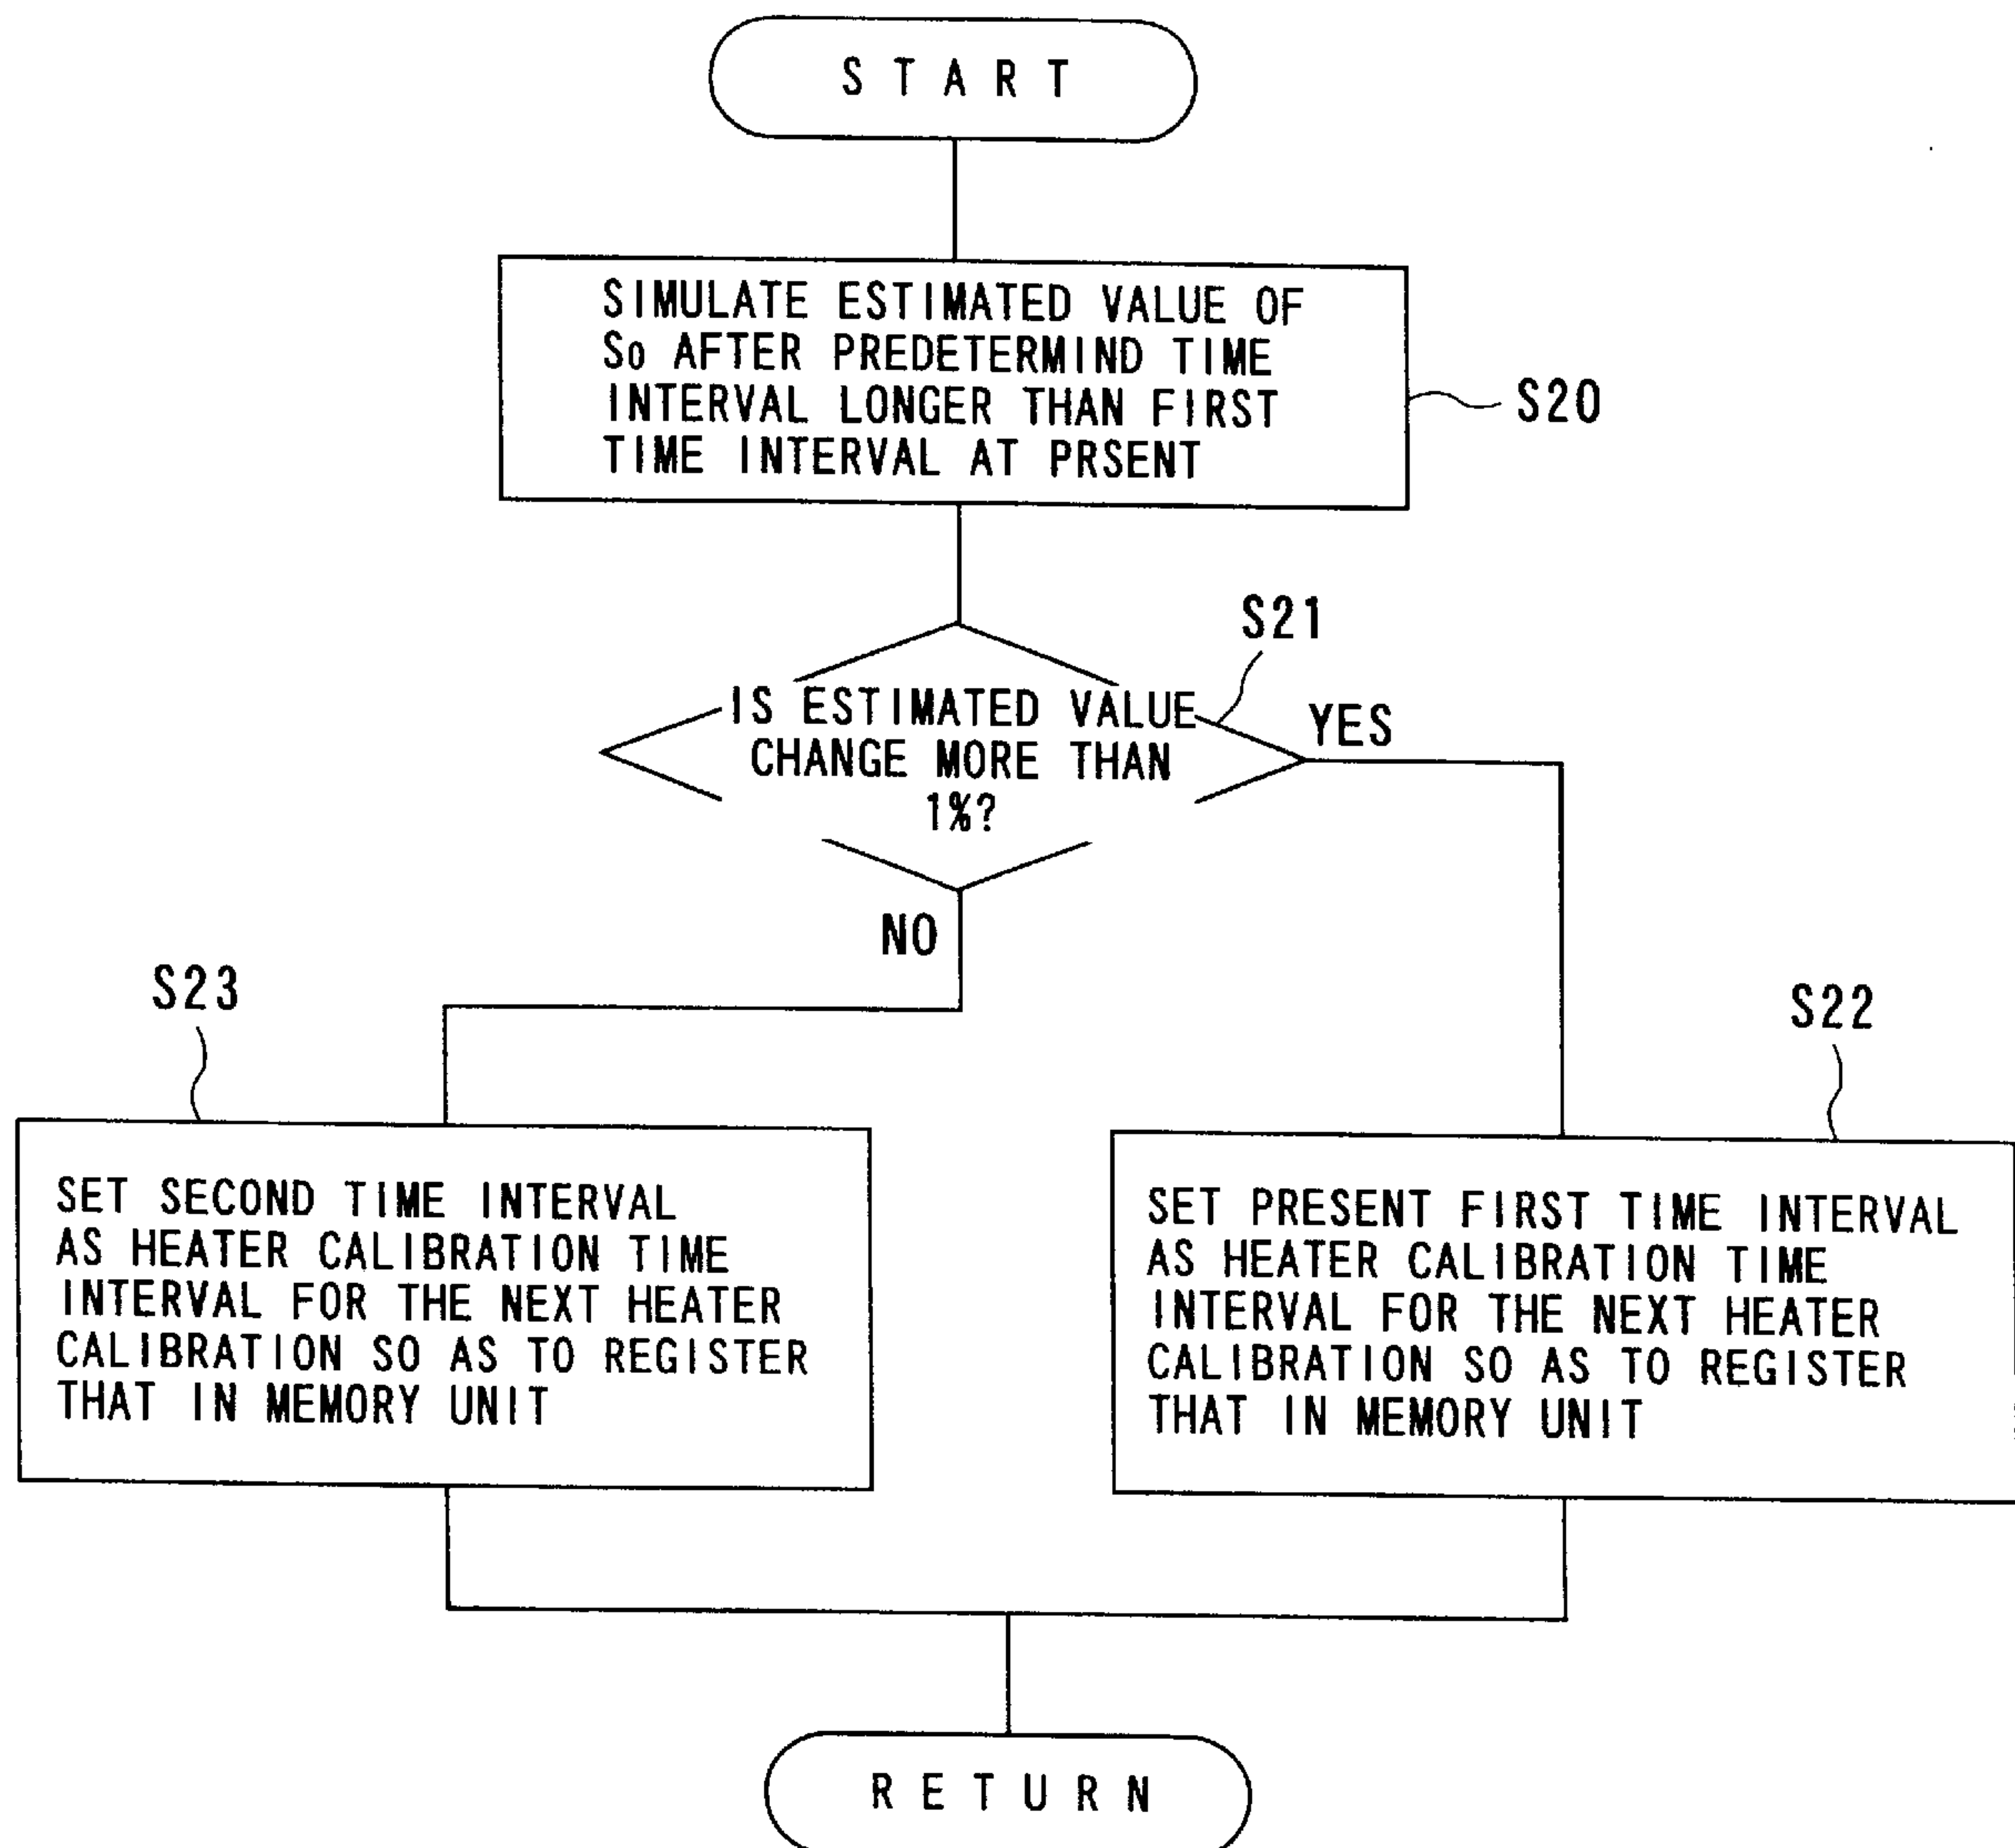 START
SIMULATE ESTIMATED VALUE OF
S0 AFTER PREDETERMIND TIME
INTERVAL LONGER THAN FIRST
TIME INTERVAL AT PRSENT
S20
S21
IS ESTIMATED VALUE
CHANGE MORE THAN
1%?
YES
NO
S23
S22
SET SECOND TIME INTERVAL
AS HEATER CALIBRATION TIME
INTERVAL FOR THE NEXT HEATER
CALIBRATION SO AS TO REGISTER
THAT IN MEMORY UNIT
SET PRESENT FIRST TIME INTERVAL
AS HEATER CALIBRATION TIME
INTERVAL FOR THE NEXT HEATER
CALIBRATION SO AS TO REGISTER
THAT IN MEMORY UNIT
RETURN